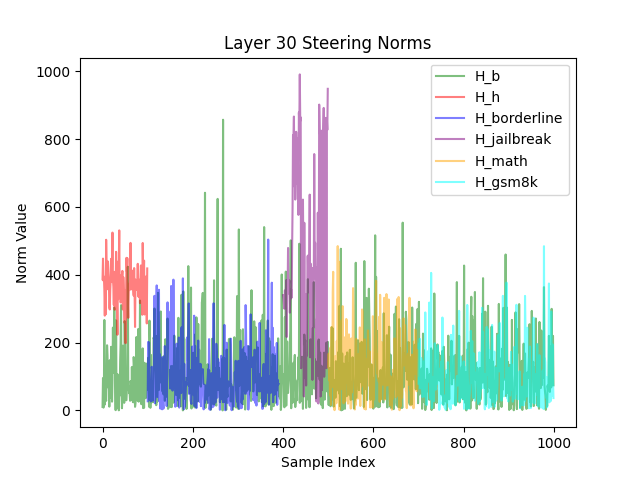 Layer 30 Steering Norms
1000
800
600
400
200
0
Norm Value
H_b
H_h
H_borderline
H_jailbreak
H_math
H_gsm8k
0 200 400 600 800 1000
Sample Index